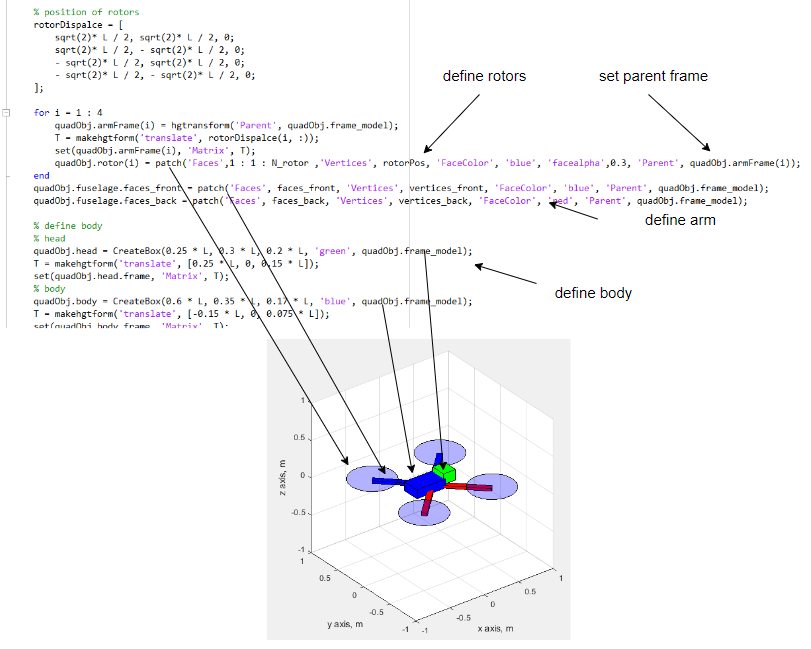 % position of rotors
rotorDispalce = [
sqrt(2)* L / 2, sqrt(2)* L / 2, 0;
sqrt(2)* L / 2, - sqrt(2)* L / 2, 0;
- sqrt(2)* L / 2, sqrt(2)* L / 2, 0;
- sqrt(2)* L / 2, - sqrt(2)* L / 2, 0;
];
define rotors
set parent frame
for i = 1 : 4
quadObj.armFrame(i) = hgtransform('Parent', quadObj.frame_model);
T = makehgtform('translate', rotorDispalce(i, :));
set(quadObj.armFrame(i), 'Matrix', T);
quadObj.rotor(i) = patch('Faces',1 : 1 : N_rotor ,'Vertices', rotorPos, 'FaceColor', 'blue', 'facealpha',0.3, 'Parent', quadObj.armFrame(i));
end
quadObj.fuselage.faces_front = patch('Faces', faces_front, 'Vertices', vertices_front, 'FaceColor', 'blue', 'Parent', quadObj.frame_model);
quadObj.fuselage.faces_back = patch('Faces', faces_back, 'Vertices', vertices_back, 'FaceColor', 'red', 'Parent', quadObj.frame_model);
define arm
% define body
% head
quadObj.head = CreateBox(0.25 * L, 0.3 * L, 0.2 * L, 'green', quadObj.frame_model);
T = makehgtform('translate', [0.25 * L, 0, 0.15 * L]);
set(quadObj.head.frame, 'Matrix', T);
% body
define body
quadObj.body = CreateBox(0.6 * L, 0.35 * L, 0.17 * L, 'blue', quadObj.frame_model);
T = makehgtform('translate', [-0.15 * L, 0, 0.075 * L]);
set(quadObj.body.frame, 'Matrix', T);
1
0.5
0
-0.5
-1
z axis, m
1
0.5
0
-0.5
-1
y axis, m
-1
-0.5
0
0.5
1
x axis, m